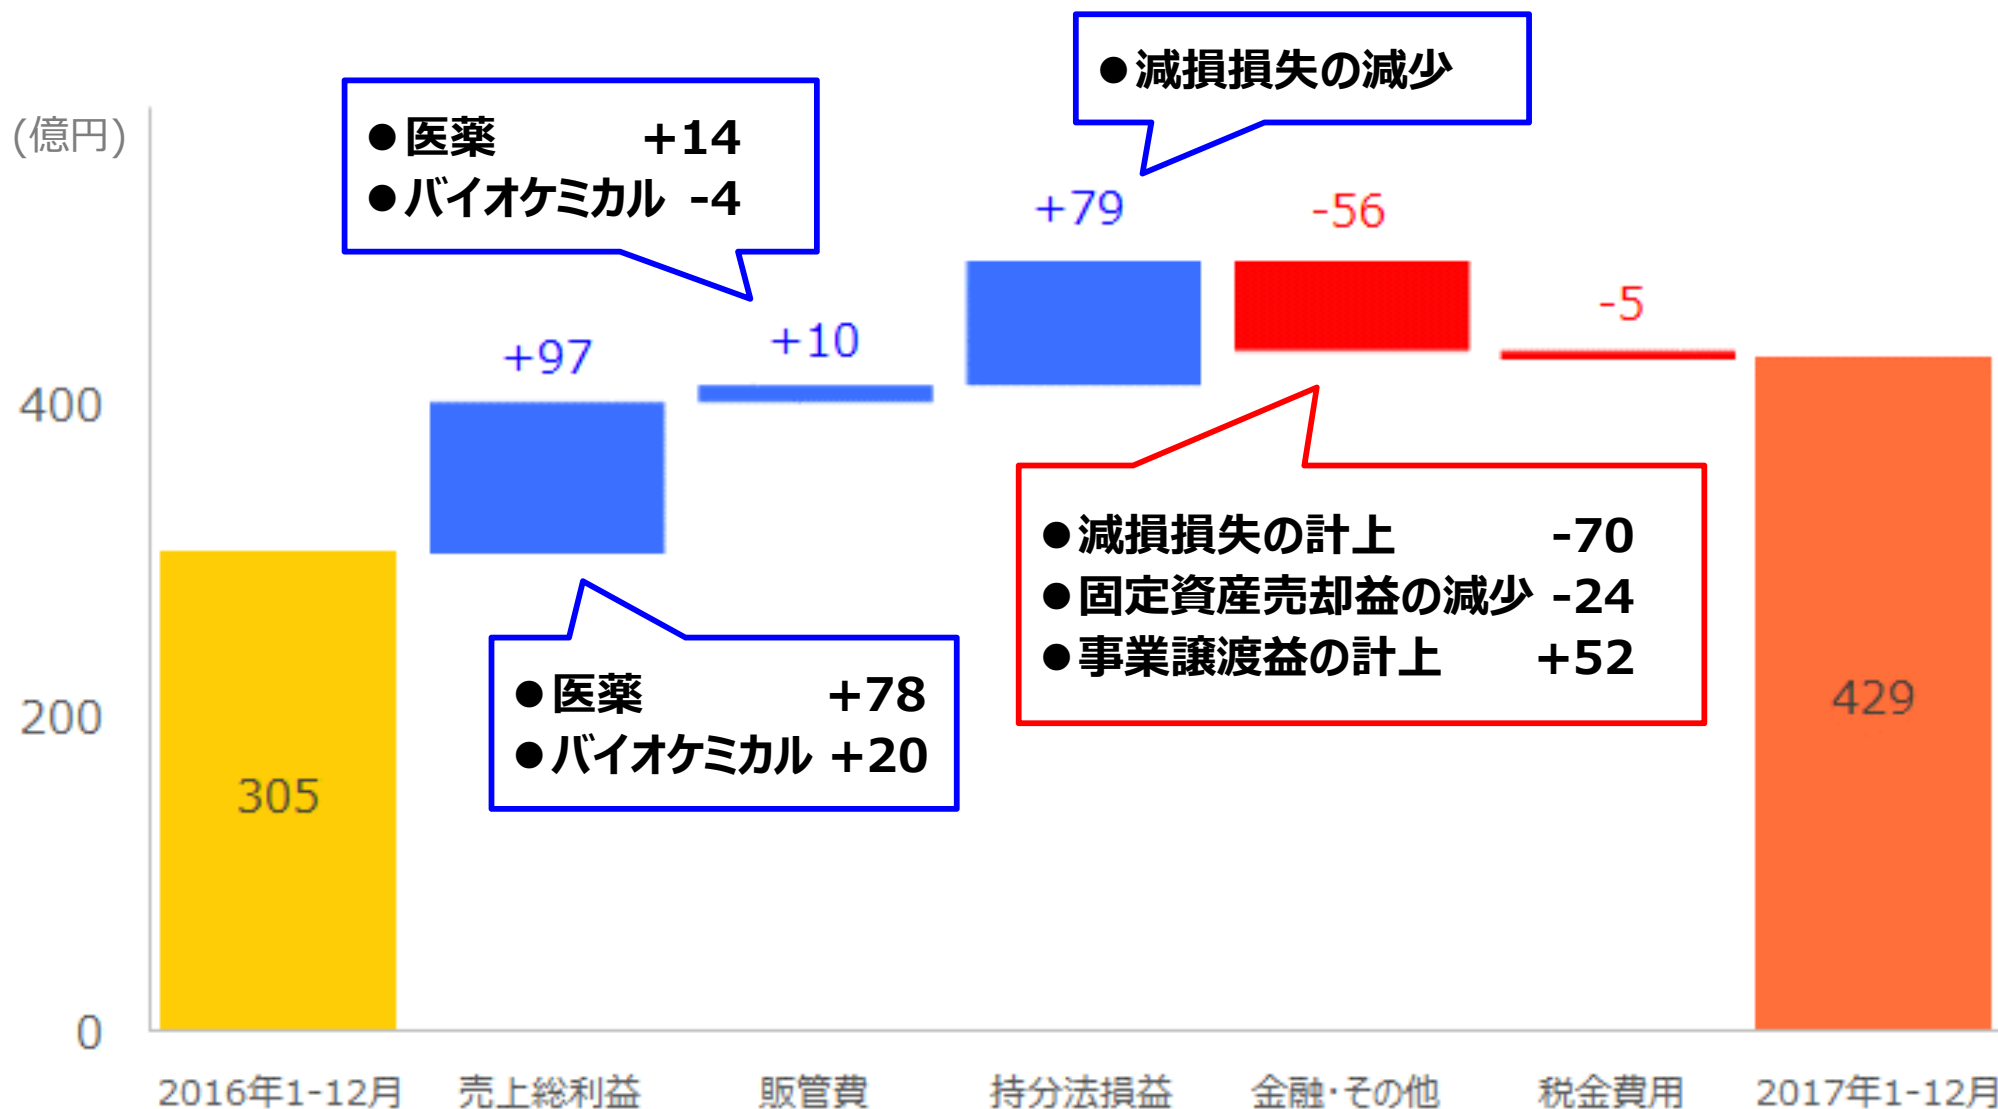 ●減損損失の減少
(億円)
●医薬 +14
●バイオケミカル -4
+79
-56
-5
+97
+10
400
●減損損失の計上 -70
●固定資産売却益の減少 -24
●事業譲渡益の計上 +52
●医薬 +78
●バイオケミカル +20
200
429
305
0
2016年1-12月 売上総利益 販管費 持分法損益 金融・その他 税金費用 2017年1-12月